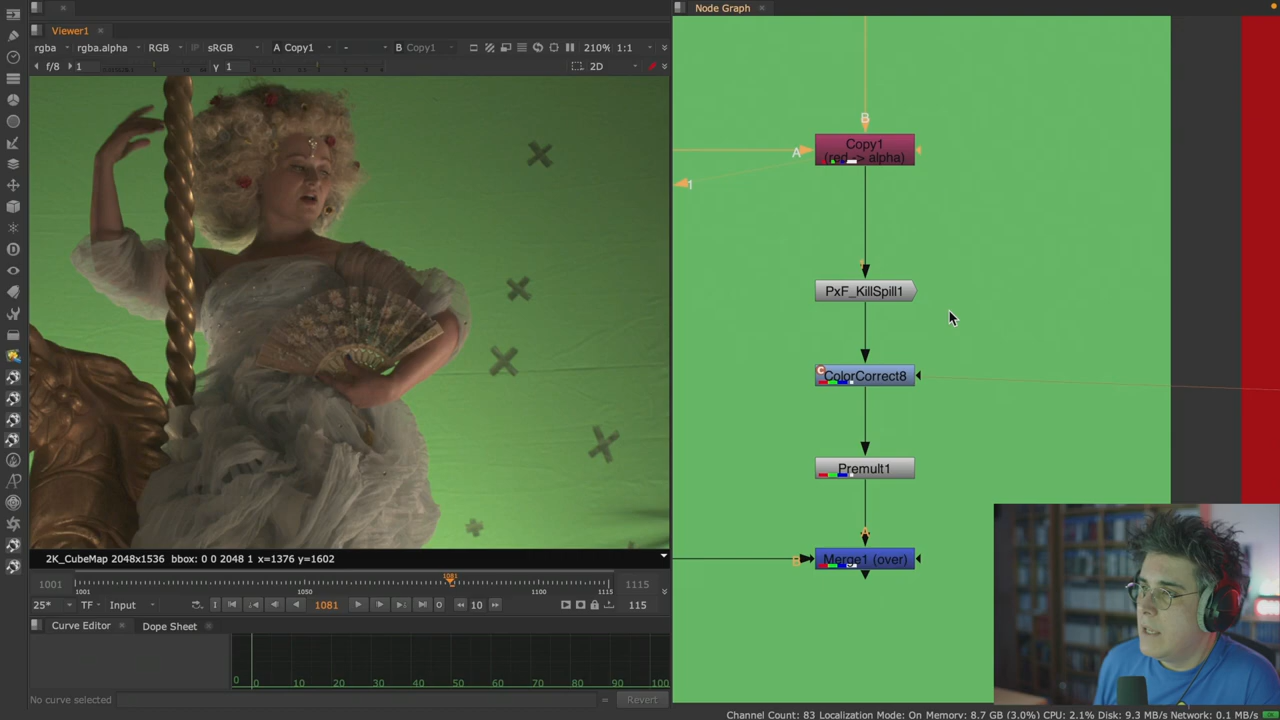 Viewer1
Node Graph
rgba
rgba.alpha
RGB
IP
sRGB
A Copy1
-
B Copy1
210% 1:1
f/8
1
y 1
2D
B
A
Copy1
(red -> alpha)
1
PxF_KillSpill1
ColorCorrect8
Premult1
A
B
Merge1 (over)
2K_CubeMap 2048x1536 bbox: 0 0 2048 1 x=1376 y=1602
1001
1081
1115
1001
1050
1100
1115
25*
TF
Input
1081
10
115
Curve Editor
Dope Sheet
0
0
10
20
30
40
50
60
70
80
90
100
No curve selected
=
Revert
Channel Count: 83 Localization Mode: On Memory: 8.7 GB (3.0%) CPU: 2.1% Disk: 9.3 MB/s Network: 0.1 MB/s